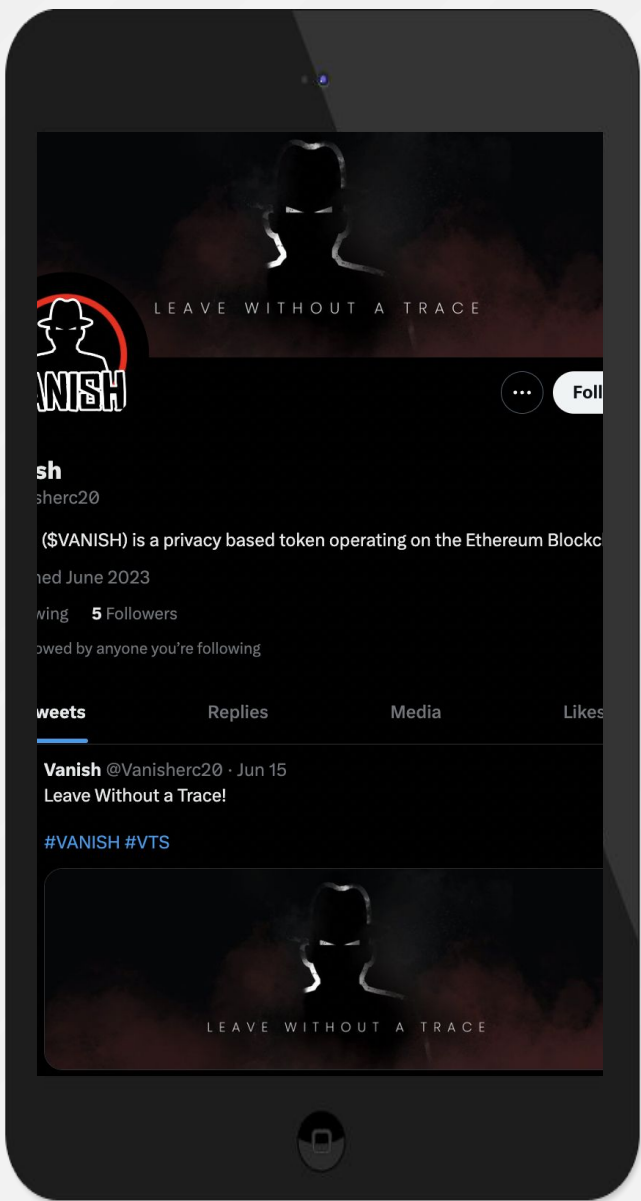 LEAVE WITHOUT A TRACE
ANISH
Foll
sh
sherc20
($VANISH) is a privacy based token operating on the Ethereum Blockc
ned June 2023
wing 5 Followers
owed by anyone you're following
weets Replies Media Likes
Vanish @Vanisherc20 · Jun 15
Leave Without a Trace!
#VANISH #VTS
LEAVE WITHOUT A TRACE